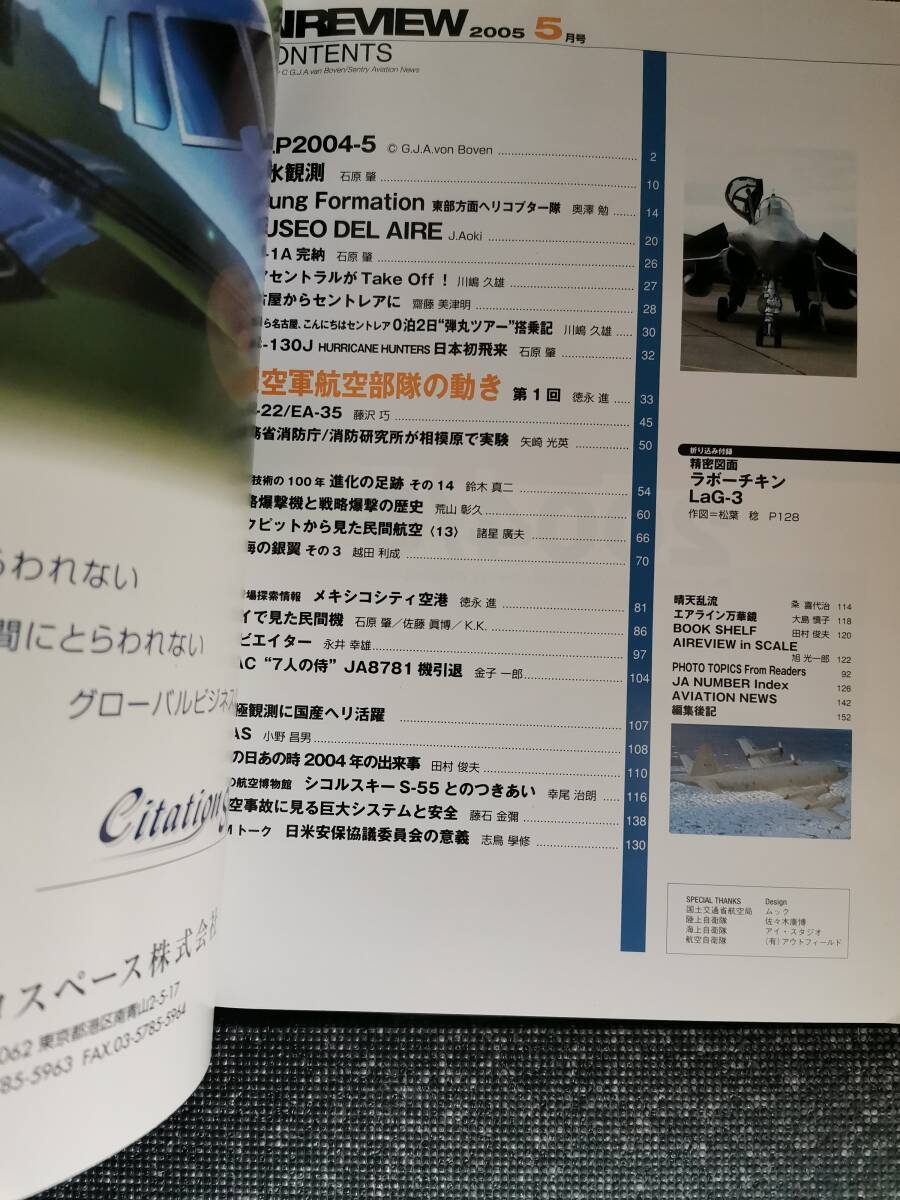 らわれない
間にとらわれない
グローバルビジネス
Citation
スペース株式会社
062 東京都港区南青山2-5-17
785-5963 FAX.03-5785-5964
NREVIEW 2005 5月号
ONTENTS
C G.J.A.van Boven/Sentry Aviation News
LP2004-5 © G.J.A.von Boven 2
氷観測 石原 肇 10
ung Formation 東部方面ヘリコプター隊 奥澤 勉 14
USEO DEL AIRE J.Aoki 20
-1A 完納 石原 肇 26
セントラルが Take Off ! 川嶋 久雄 27
古屋からセントレアに 齋藤 美津明 28
ら名古屋、こんにちはセントレア 0泊2日“弾丸ツアー”搭乗記 川嶋 久雄 30
-130J HURRICANE HUNTERS 日本初飛来 石原 肇 32
空軍航空部隊の動き 第1回 徳永 進 33
-22/EA-35 藤沢 巧 45
務省消防庁/消防研究所が相模原で実験 矢崎 光英 50
技術の100年 進化の足跡 その14 鈴木 真二 54
略爆撃機と戦略爆撃の歴史 荒山 彰久 60
クピットから見た民間航空〈13〉 諸星 廣夫 66
海の銀翼 その3 越田 利成 70
場探索情報 メキシコシティ空港 徳永 進 81
イで見た民間機 石原 肇／佐藤 眞博／K.K. 86
ビエイター 永井 幸雄 97
AC “7人の侍” JA8781 機引退 金子 一郎 104
極観測に国産ヘリ活躍 107
AS 小野 昌男 108
の日あの時 2004年の出来事 田村 俊夫 110
の航空博物館 シコルスキー S-55 とのつきあい 幸尾 治朗 116
空事故に見る巨大システムと安全 藤石 金彌 138
Mトーク 日米安保協議委員会の意義 志鳥 學修 130
折り込み付録
精密図面
ラボーチキン
LaG-3
作図＝松葉 稔 P128
晴天乱流 粂 喜代治 114
エアライン万華鏡 大島 愼子 118
BOOK SHELF 田村 俊夫 120
AIREVIEW in SCALE
旭 光一郎 122
PHOTO TOPICS From Readers 92
JA NUMBER Index 126
AVIATION NEWS 142
編集後記 152
SPECIAL THANKS
国土交通省航空局
陸上自衛隊
海上自衛隊
航空自衛隊
Design
ムック
佐々木康博
アイ・スタジオ
(有)アウトフィールド